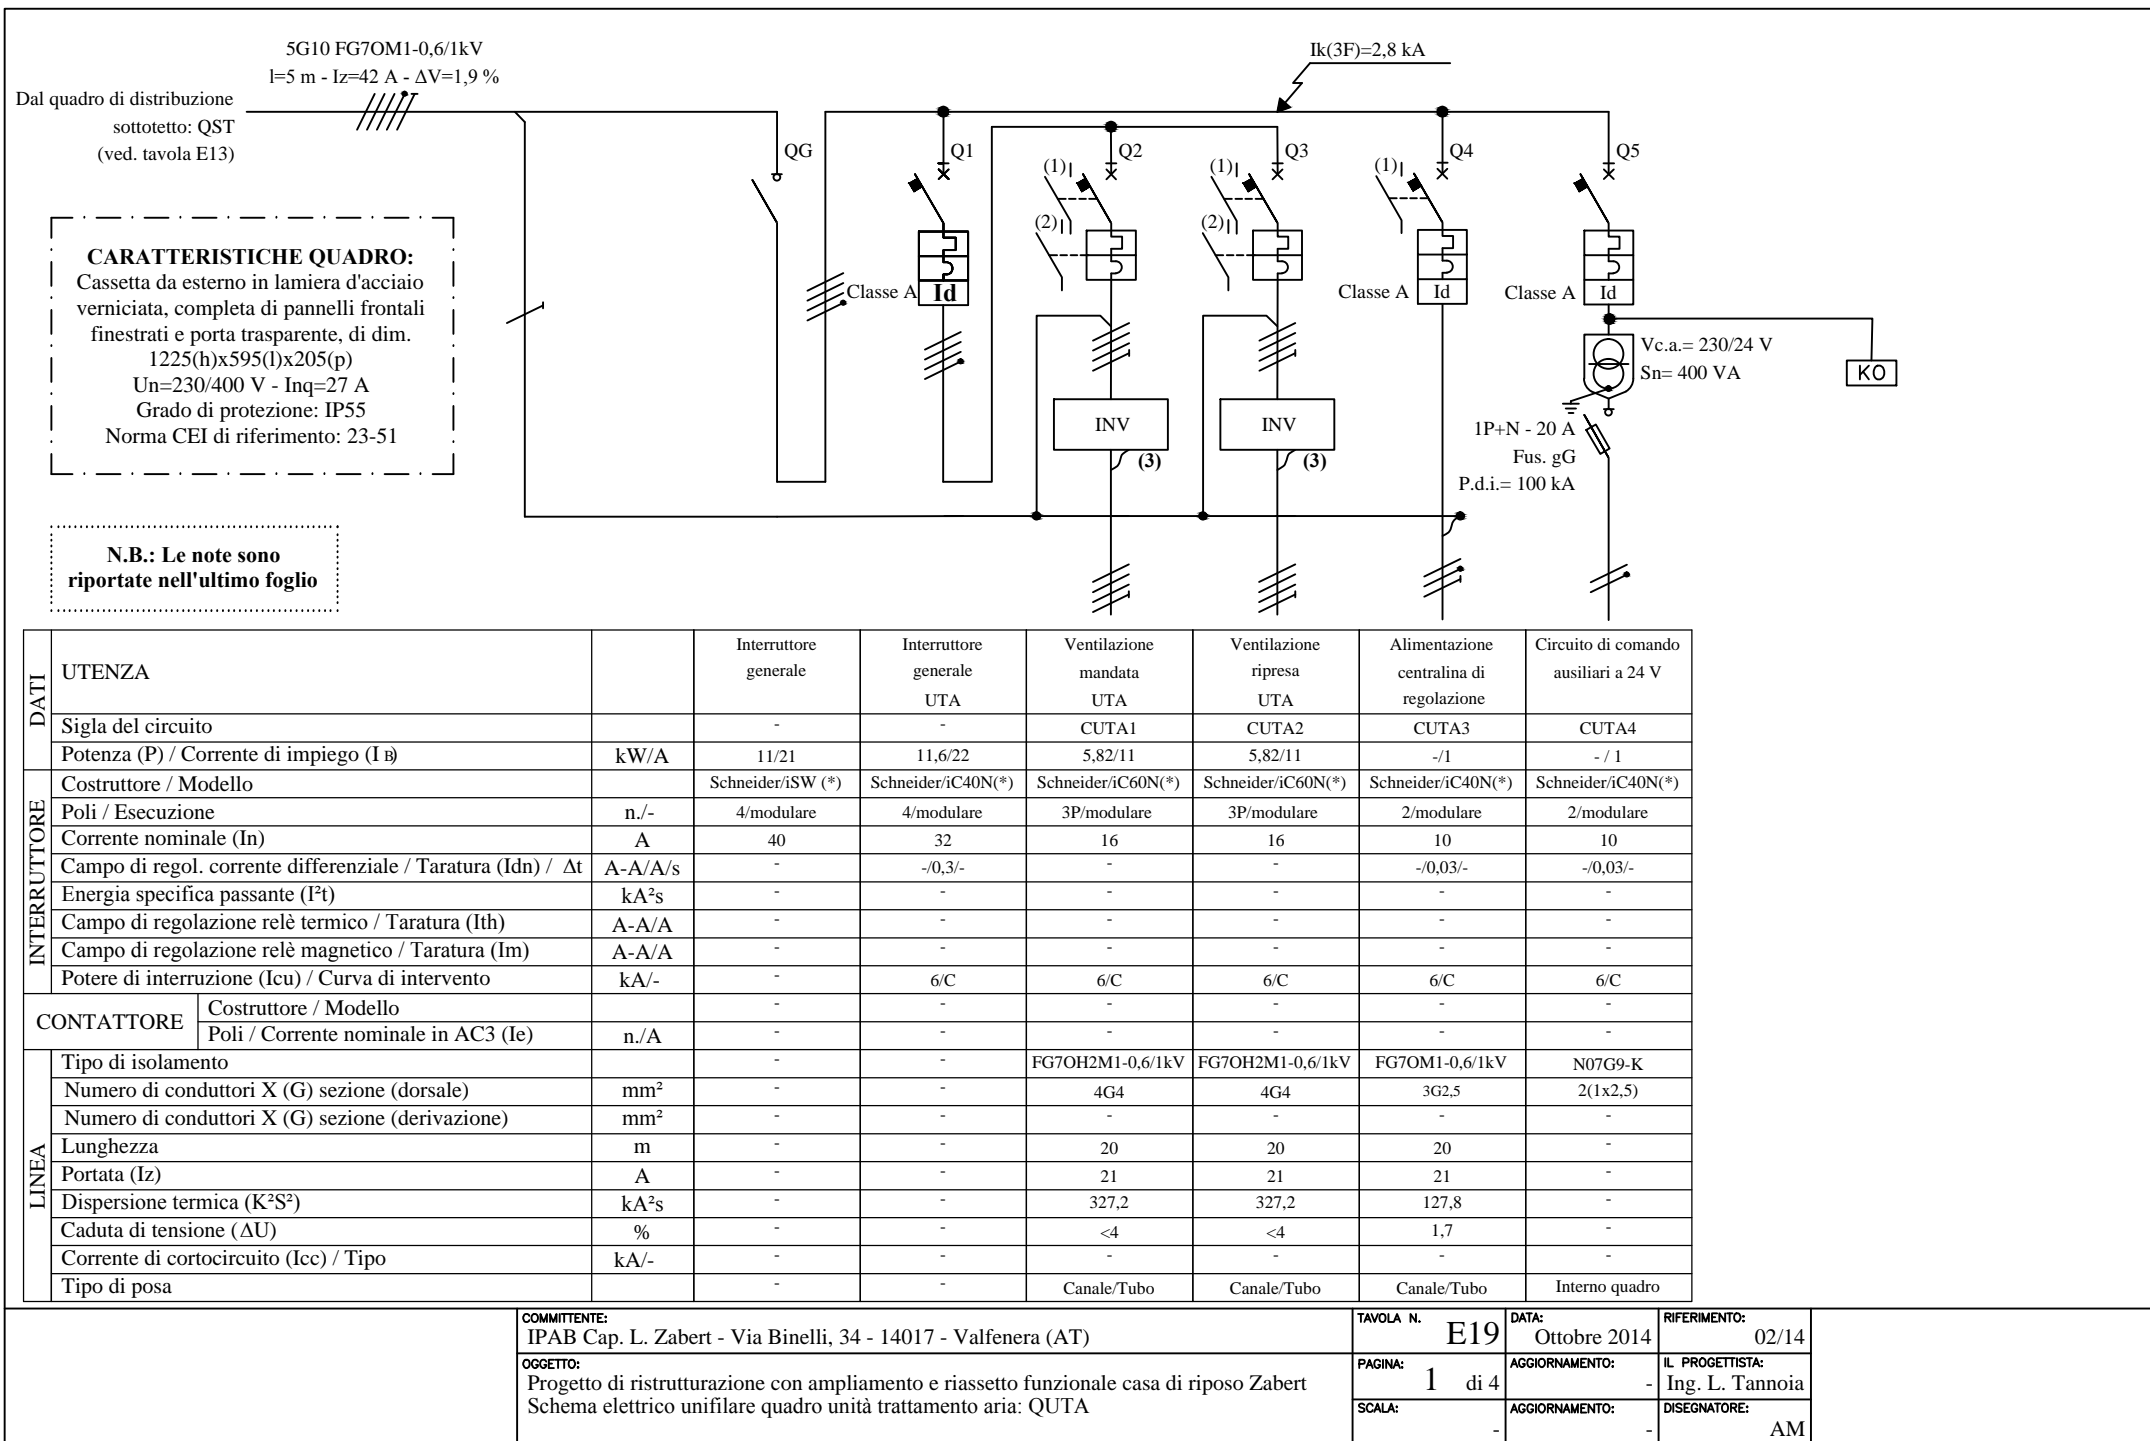 5G10 FG7OM1-0,6/1kV
l=5 m - Iz=42 A - ΔV=1,9 %
Dal quadro di distribuzione
sottotetto: QST
(ved. tavola E13)
Ik(3F)=2,8 kA
QG
Q1
Q2
Q3
Q4
Q5
(1)
(1)
(1)
(2)
(2)
Classe A
Id
Classe A
Id
Classe A
Id
CARATTERISTICHE QUADRO:
Cassetta da esterno in lamiera d'acciaio
verniciata, completa di pannelli frontali
finestrati e porta trasparente, di dim.
1225(h)x595(l)x205(p)
Un=230/400 V - Inq=27 A
Grado di protezione: IP55
Norma CEI di riferimento: 23-51
Vc.a.= 230/24 V
Sn= 400 VA
KO
INV
INV
(3)
(3)
1P+N - 20 A
Fus. gG
P.d.i.= 100 kA
N.B.: Le note sono
riportate nell'ultimo foglio
DATI
UTENZA
Interruttore generale
Interruttore generale UTA
Ventilazione mandata UTA
Ventilazione ripresa UTA
Alimentazione centralina di regolazione
Circuito di comando ausiliari a 24 V
Sigla del circuito - - CUTA1 CUTA2 CUTA3 CUTA4
Potenza (P) / Corrente di impiego (I B) kW/A 11/21 11,6/22 5,82/11 5,82/11 -/1 - / 1
INTERRUTTORE
Costruttore / Modello Schneider/iSW (*) Schneider/iC40N(*) Schneider/iC60N(*) Schneider/iC60N(*) Schneider/iC40N(*) Schneider/iC40N(*)
Poli / Esecuzione n./- 4/modulare 4/modulare 3P/modulare 3P/modulare 2/modulare 2/modulare
Corrente nominale (In) A 40 32 16 16 10 10
Campo di regol. corrente differenziale / Taratura (Idn) / Δt A-A/A/s - -/0,3/- - - -/0,03/- -/0,03/-
Energia specifica passante (I²t) kA²s - - - - - -
Campo di regolazione relè termico / Taratura (Ith) A-A/A - - - - - -
Campo di regolazione relè magnetico / Taratura (Im) A-A/A - - - - - -
Potere di interruzione (Icu) / Curva di intervento kA/- - 6/C 6/C 6/C 6/C 6/C
CONTATTORE
Costruttore / Modello - - - - - -
Poli / Corrente nominale in AC3 (Ie) n./A - - - - - -
LINEA
Tipo di isolamento - - FG7OH2M1-0,6/1kV FG7OH2M1-0,6/1kV FG7OM1-0,6/1kV N07G9-K
Numero di conduttori X (G) sezione (dorsale) mm² - - 4G4 4G4 3G2,5 2(1x2,5)
Numero di conduttori X (G) sezione (derivazione) mm² - - - - - -
Lunghezza m - - 20 20 20 -
Portata (Iz) A - - 21 21 21 -
Dispersione termica (K²S²) kA²s - - 327,2 327,2 127,8 -
Caduta di tensione (ΔU) % - - <4 <4 1,7 -
Corrente di cortocircuito (Icc) / Tipo kA/- - - - - - -
Tipo di posa - - Canale/Tubo Canale/Tubo Canale/Tubo Interno quadro
COMMITTENTE:
IPAB Cap. L. Zabert - Via Binelli, 34 - 14017 - Valfenera (AT)
TAVOLA N. E19
DATA: Ottobre 2014
RIFERIMENTO: 02/14
OGGETTO:
Progetto di ristrutturazione con ampliamento e riassetto funzionale casa di riposo Zabert
Schema elettrico unifilare quadro unità trattamento aria: QUTA
PAGINA: 1 di 4
AGGIORNAMENTO: -
IL PROGETTISTA: Ing. L. Tannoia
SCALA: -
AGGIORNAMENTO: -
DISEGNATORE: AM